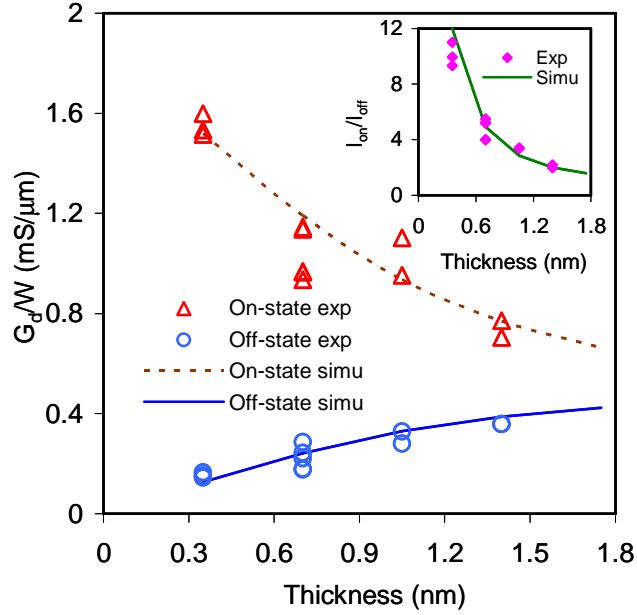 2
1.6
1.2
0.8
0.4
0
0 0.3 0.6 0.9 1.2 1.5 1.8
G_d/W (mS/μm)
Thickness (nm)
On-state exp
Off-state exp
On-state simu
Off-state simu
12
8
4
0
0 0.6 1.2 1.8
I_on/I_off
Thickness (nm)
Exp
Simu